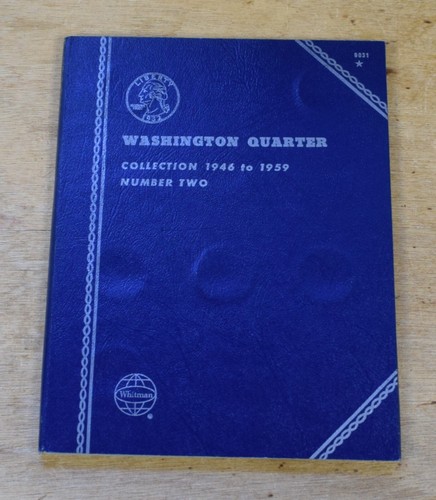 9031
★
LIBERTY
1932
WASHINGTON QUARTER
COLLECTION 1946 to 1959
NUMBER TWO
Whitman
®